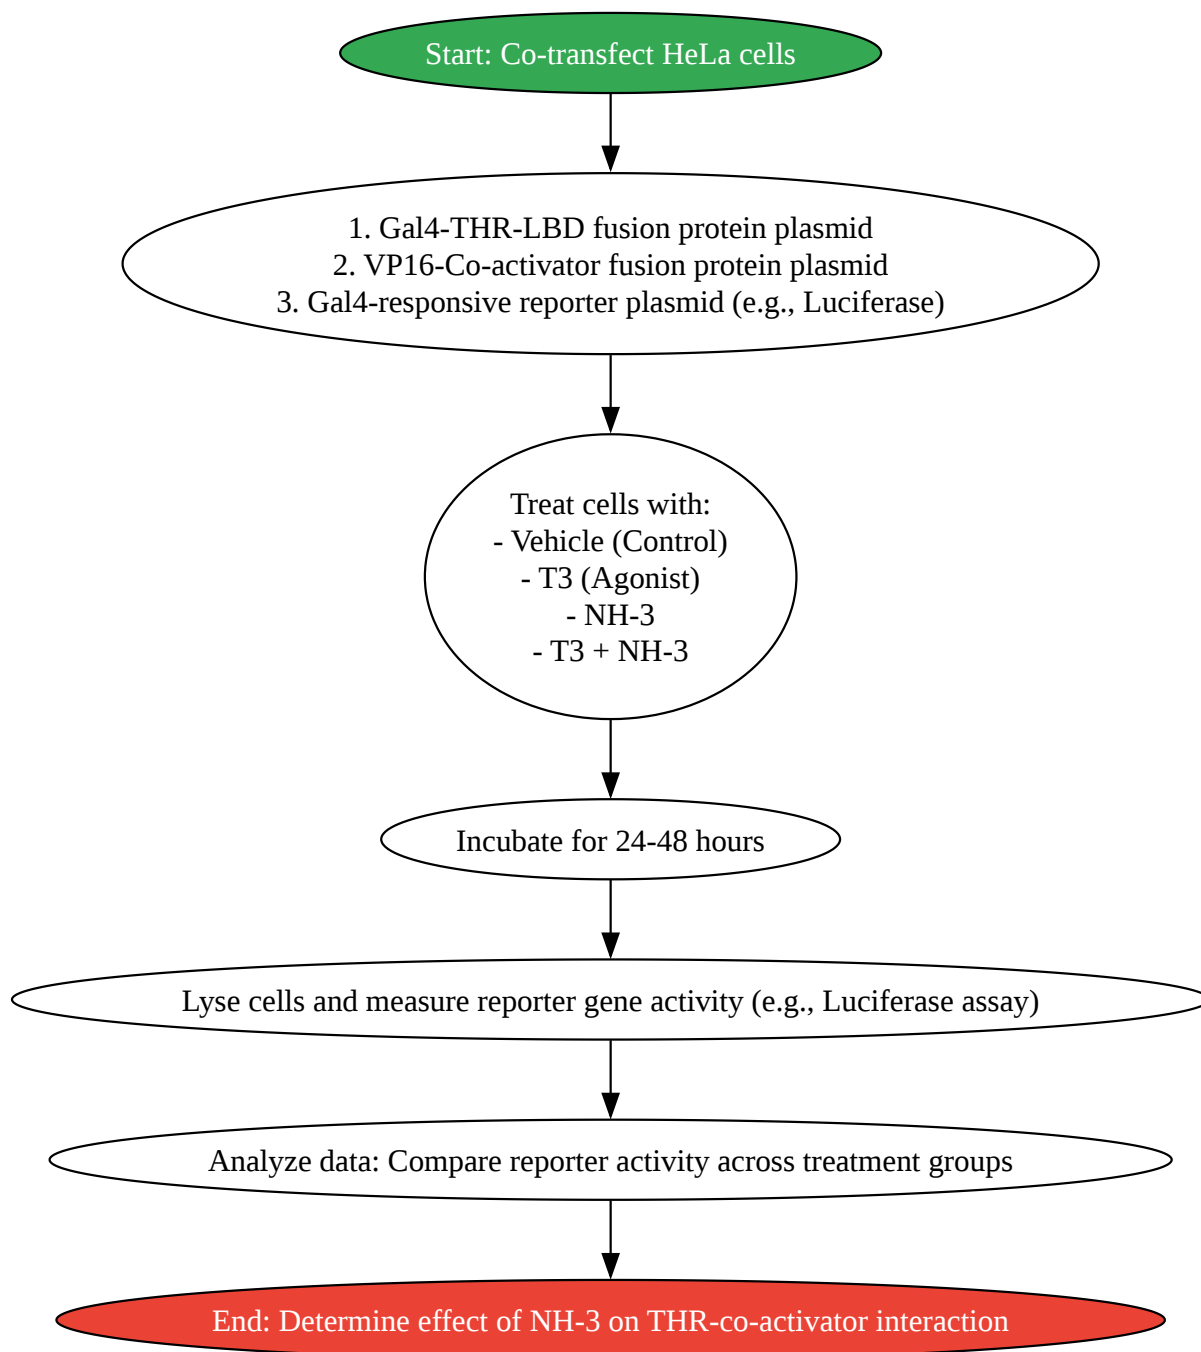 Start: Co-transfect HeLa cells
1. Gal4-THR-LBD fusion protein plasmid
2. VP16-Co-activator fusion protein plasmid
3. Gal4-responsive reporter plasmid (e.g., Luciferase)
Treat cells with:
- Vehicle (Control)
- T3 (Agonist)
- NH-3
- T3 + NH-3
Incubate for 24-48 hours
Lyse cells and measure reporter gene activity (e.g., Luciferase assay)
Analyze data: Compare reporter activity across treatment groups
End: Determine effect of NH-3 on THR-co-activator interaction